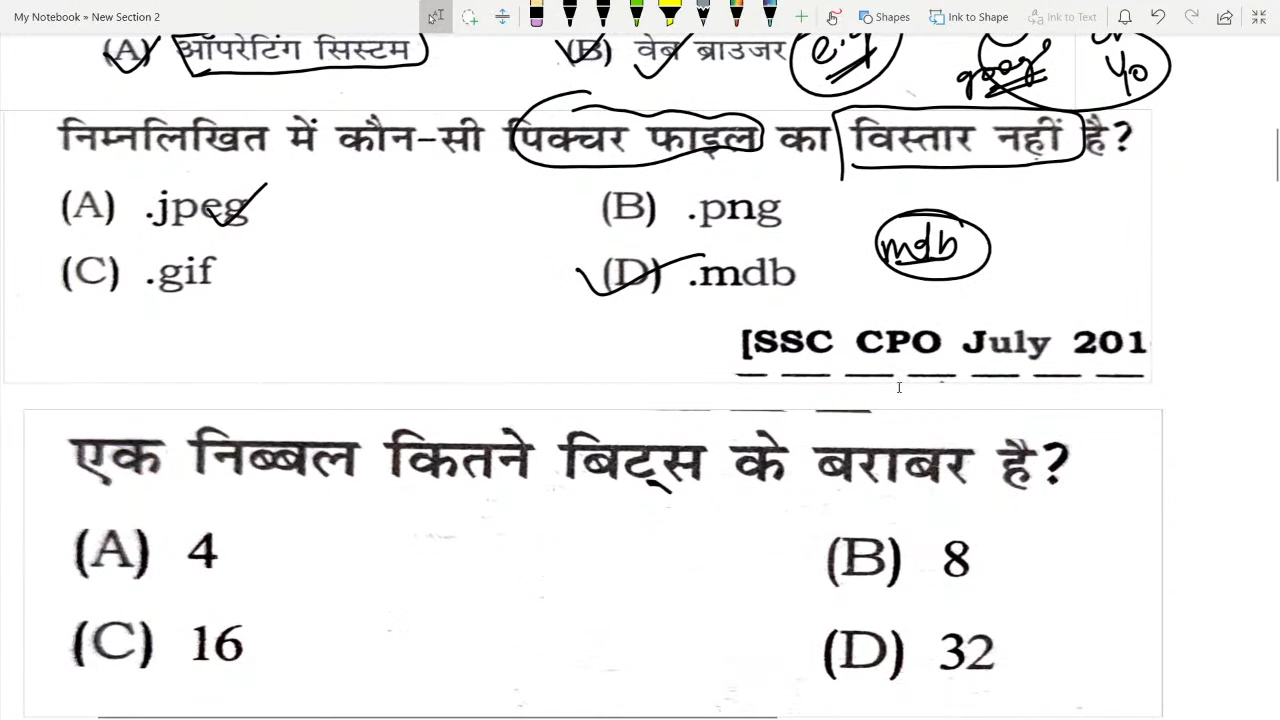 My Notebook » New Section 2
Shapes Ink to Shape Ink to Text
(A) ऑपरेटिंग सिस्टम (B) वेब ब्राउजर e.g
yo
निम्नलिखित में कौन-सी पिक्चर फाइल का विस्तार नहीं है?
(A) .jpeg (B) .png
mdb
(C) .gif (D) .mdb
[SSC CPO July 201
एक निब्बल कितने बिट्स के बराबर है?
(A) 4 (B) 8
(C) 16 (D) 32